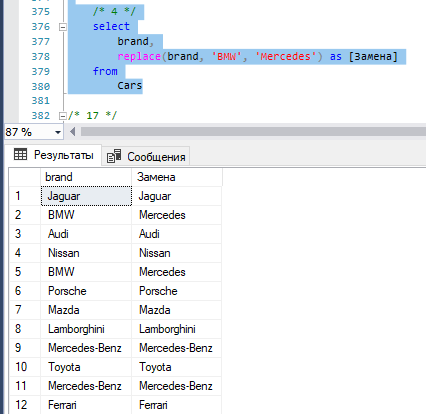 375 /* 4 */
376 select
377 brand,
378 replace(brand, 'BMW', 'Mercedes') as [Замена]
379 from
380 Cars
381
382 /* 17 */
87 %
Результаты Сообщения
brand Замена
1 Jaguar Jaguar
2 BMW Mercedes
3 Audi Audi
4 Nissan Nissan
5 BMW Mercedes
6 Porsche Porsche
7 Mazda Mazda
8 Lamborghini Lamborghini
9 Mercedes-Benz Mercedes-Benz
10 Toyota Toyota
11 Mercedes-Benz Mercedes-Benz
12 Ferrari Ferrari